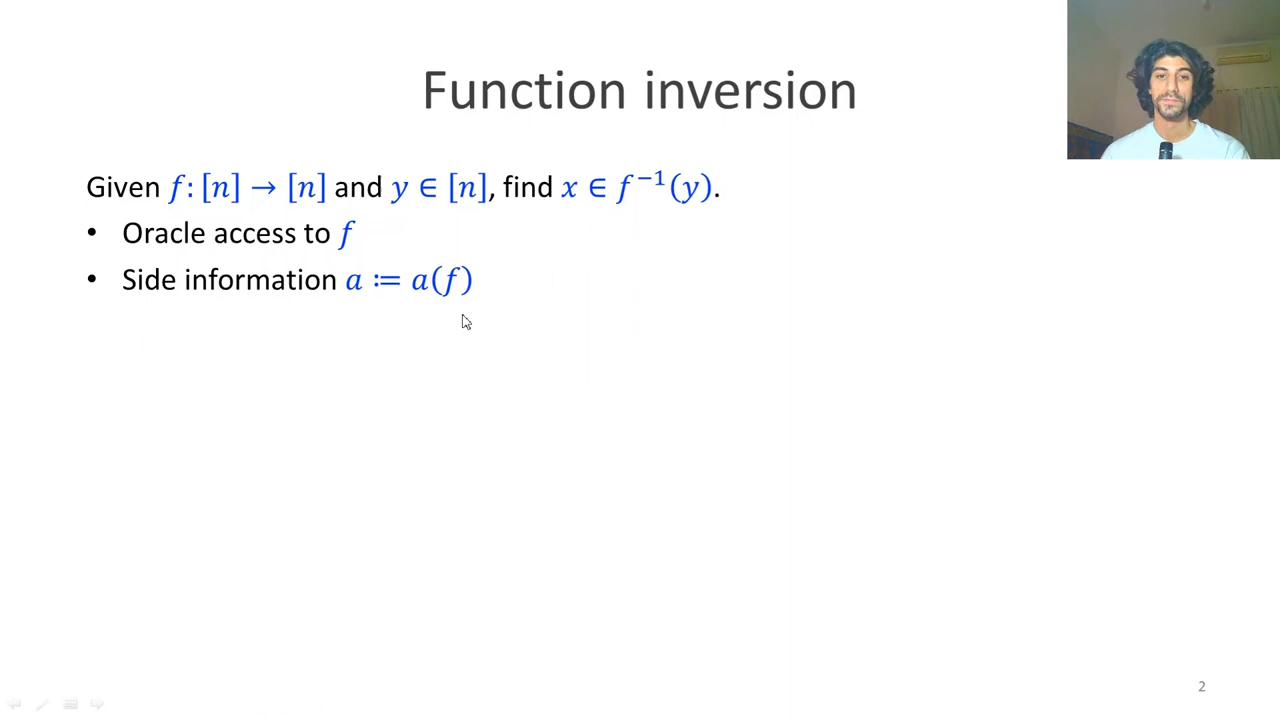 Function inversion
Given f: [n] → [n] and y ∈ [n], find x ∈ f⁻¹(y).
• Oracle access to f
• Side information a ≔ a(f)
2